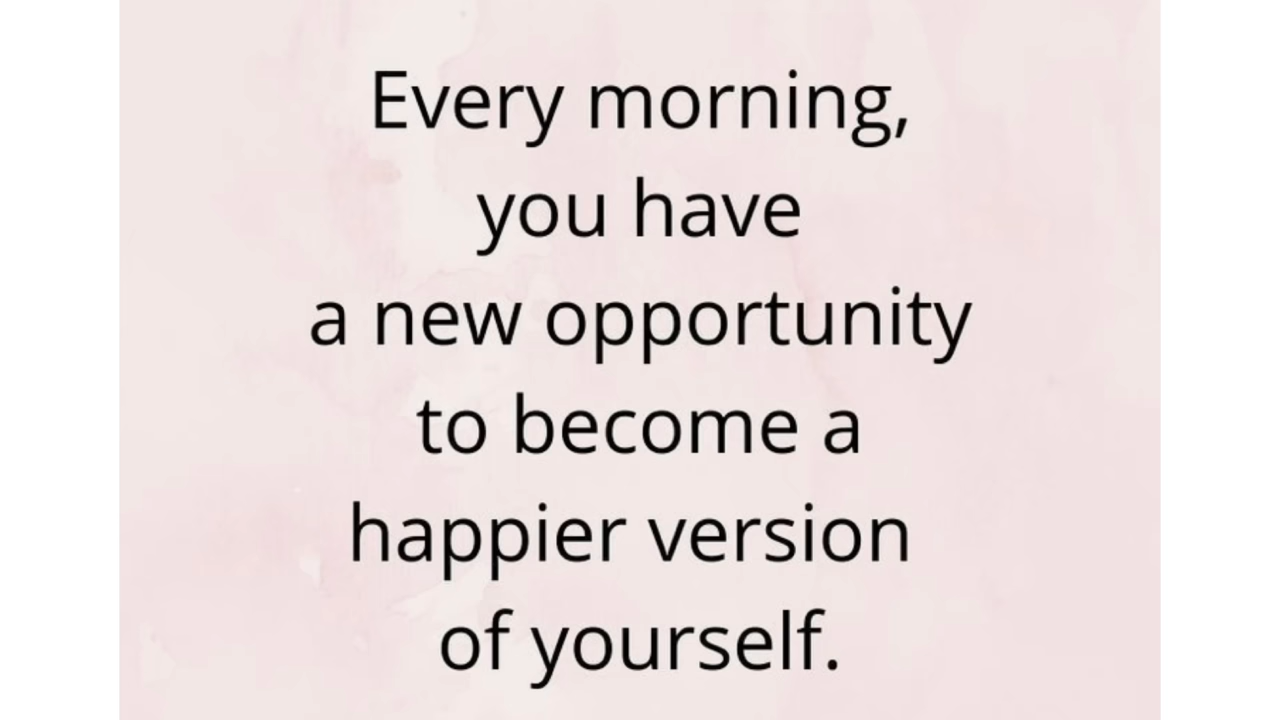 Every morning,
you have
a new opportunity
to become a
happier version
of yourself.